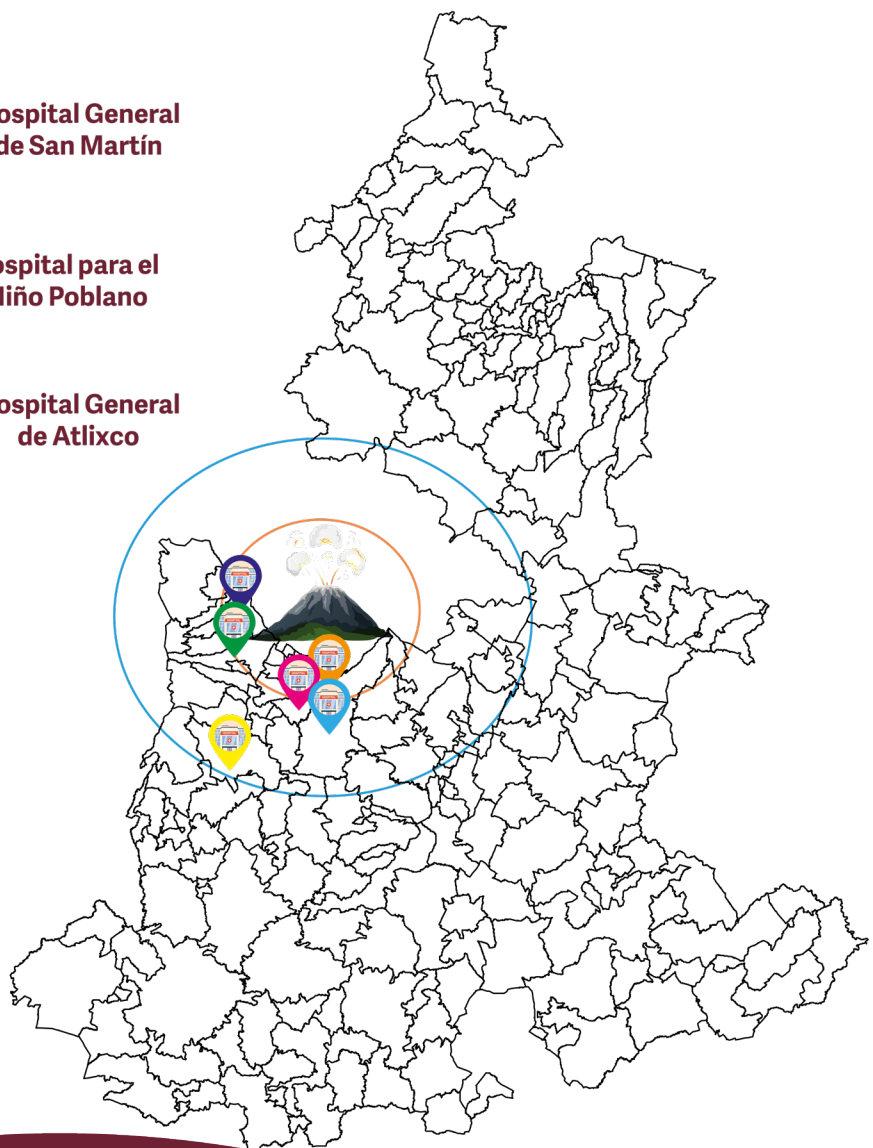 ospital General
de San Martín
ospital para el
Niño Poblano
ospital General
de Atlixco